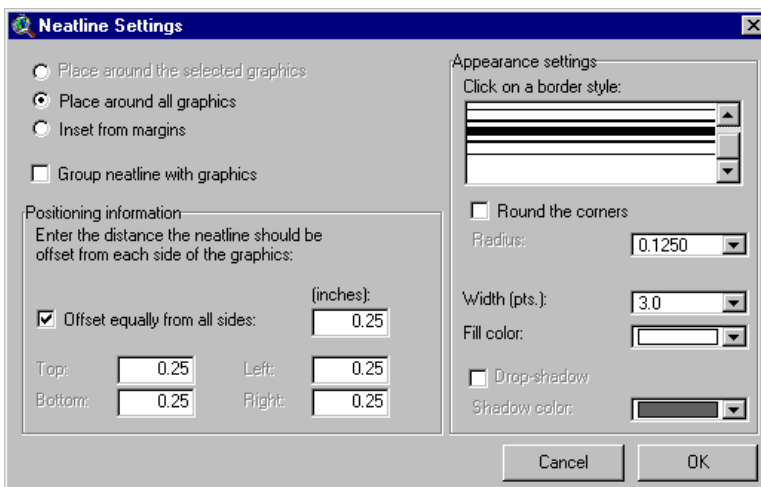 Neatline Settings
Place around the selected graphics
Place around all graphics
Inset from margins
Group neatline with graphics
Positioning information
Enter the distance the neatline should be
offset from each side of the graphics:
(inches):
Offset equally from all sides: 0.25
Top: 0.25 Left: 0.25
Bottom: 0.25 Right: 0.25
Appearance settings
Click on a border style:
Round the corners
Radius: 0.1250
Width (pts.): 3.0
Fill color:
Drop-shadow
Shadow color:
Cancel OK